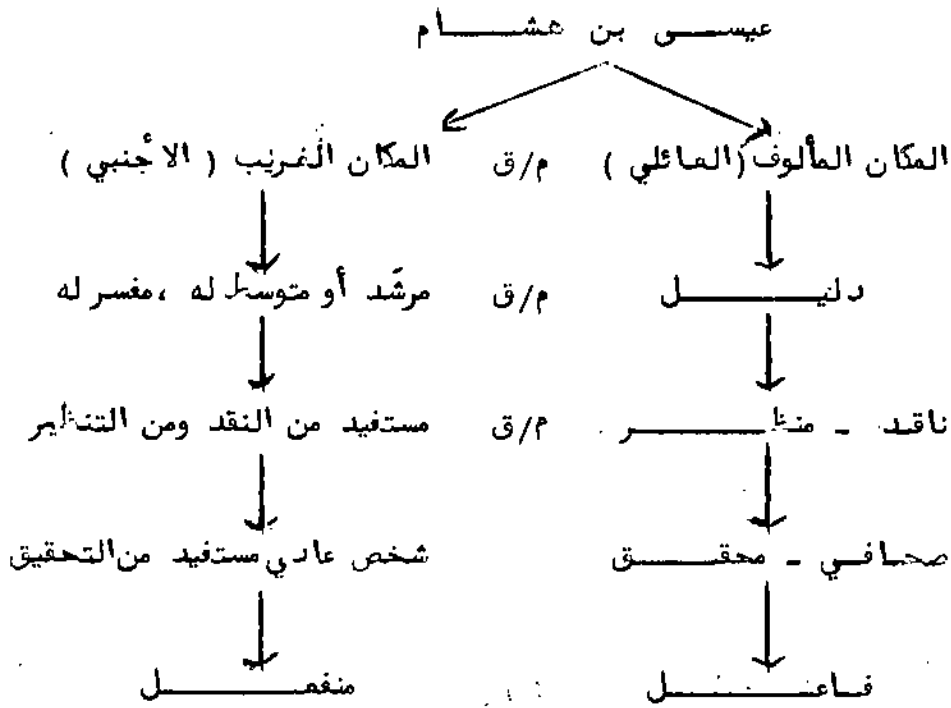 عيسى بن هشام
المكان المألوف (العائلي) م/ق المكان الغريب (الأجنبي)
دليل م/ق مرشد أو متوسط له ، مفسر له
ناقد - منظر م/ق مستفيد من النقد ومن التنظير
صحافي - محقق شخص عادي مستفيد من التحقيق
فاعل منفعل